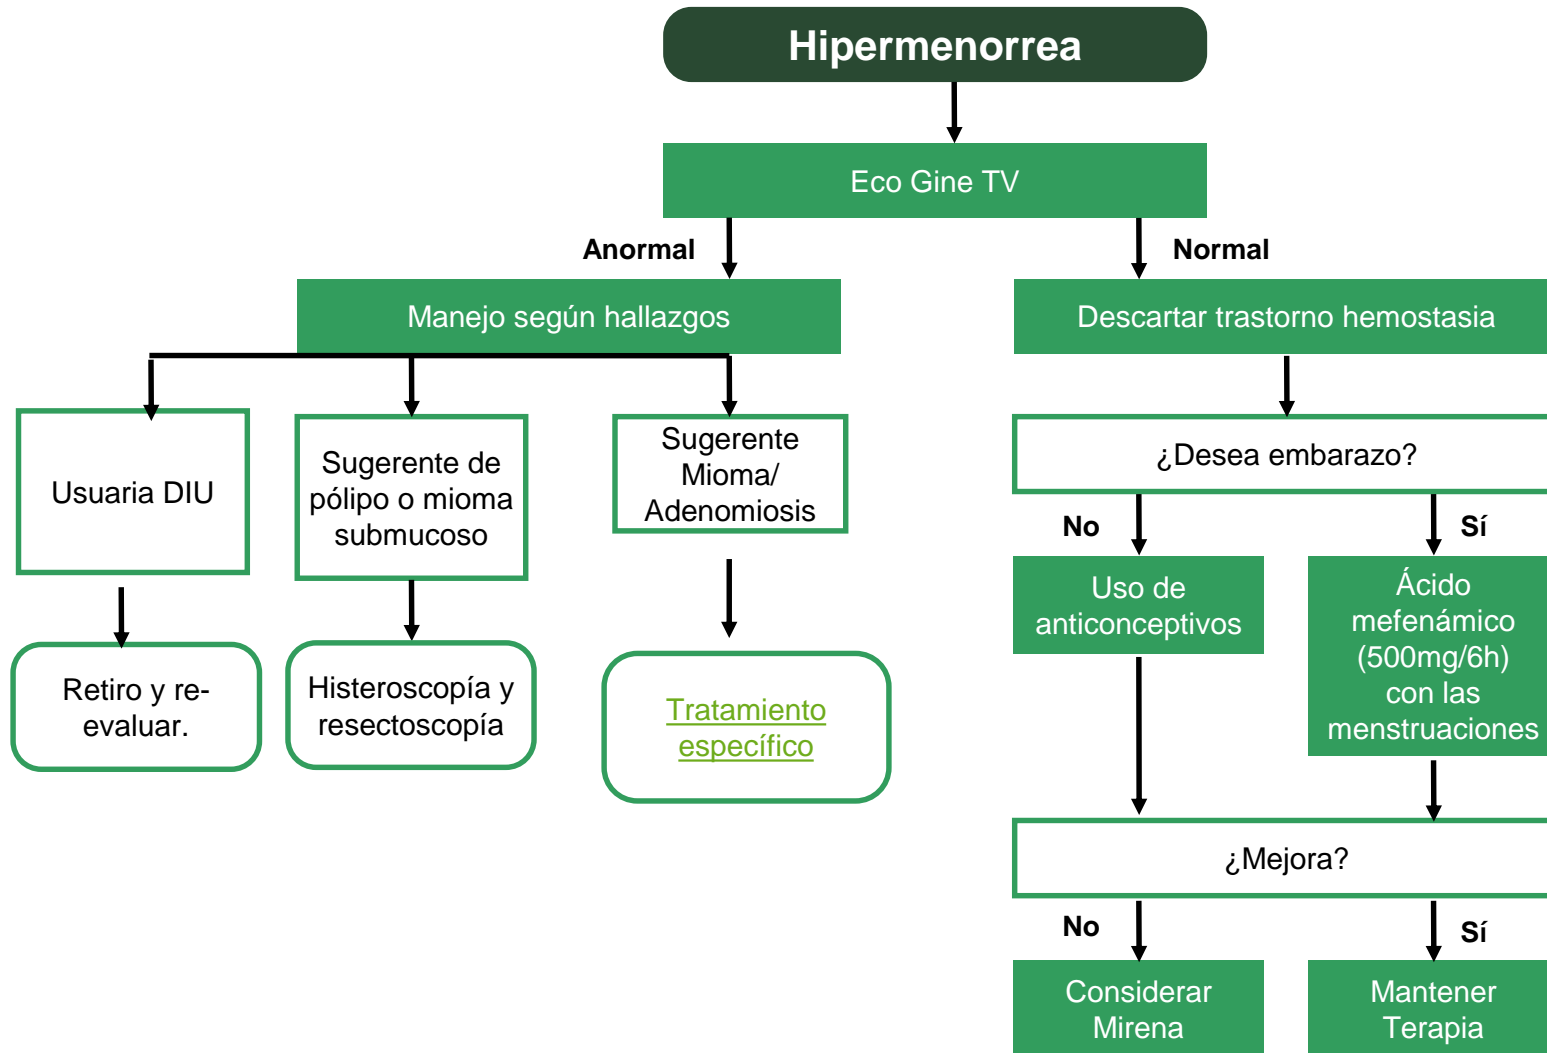 Hipermenorrea
Eco Gine TV
Anormal
Normal
Manejo según hallazgos
Descartar trastorno hemostasia
Usuaria DIU
Sugerente de
pólipo o mioma
submucoso
Sugerente
Mioma/
Adenomiosis
¿Desea embarazo?
No
Sí
Uso de
anticonceptivos
Ácido
mefenámico
(500mg/6h)
con las
menstruaciones
Retiro y re-
evaluar.
Histeroscopía y
resectoscopía
Tratamiento
específico
¿Mejora?
No
Sí
Considerar
Mirena
Mantener
Terapia